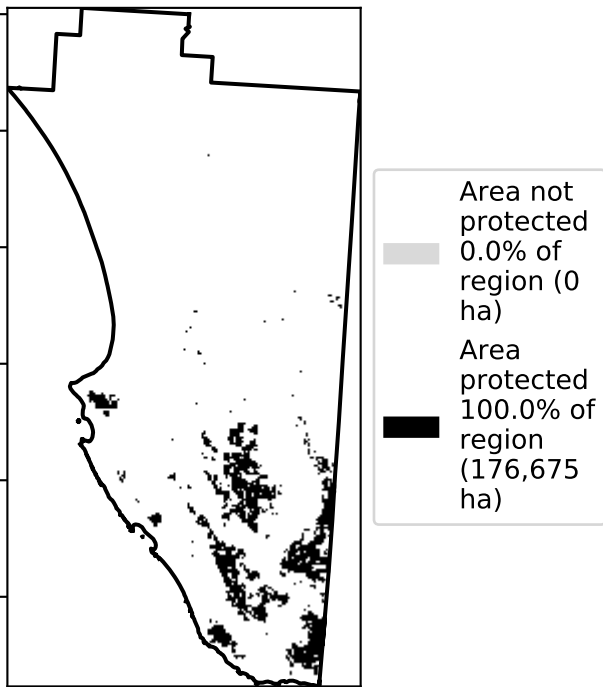 Area not
protected
0.0% of
region (0
ha)
Area
protected
100.0% of
region
(176,675
ha)